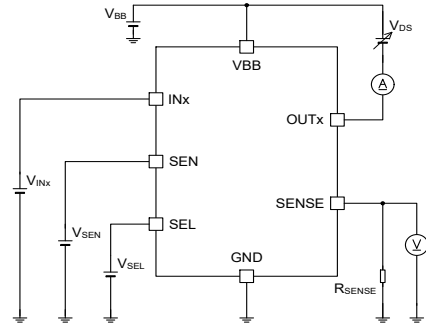 VBB
VDS
VBB
A
INx
OUTx
VINx
SEN
VSEN
SENSE
SEL
V
VSEL
GND
RSENSE